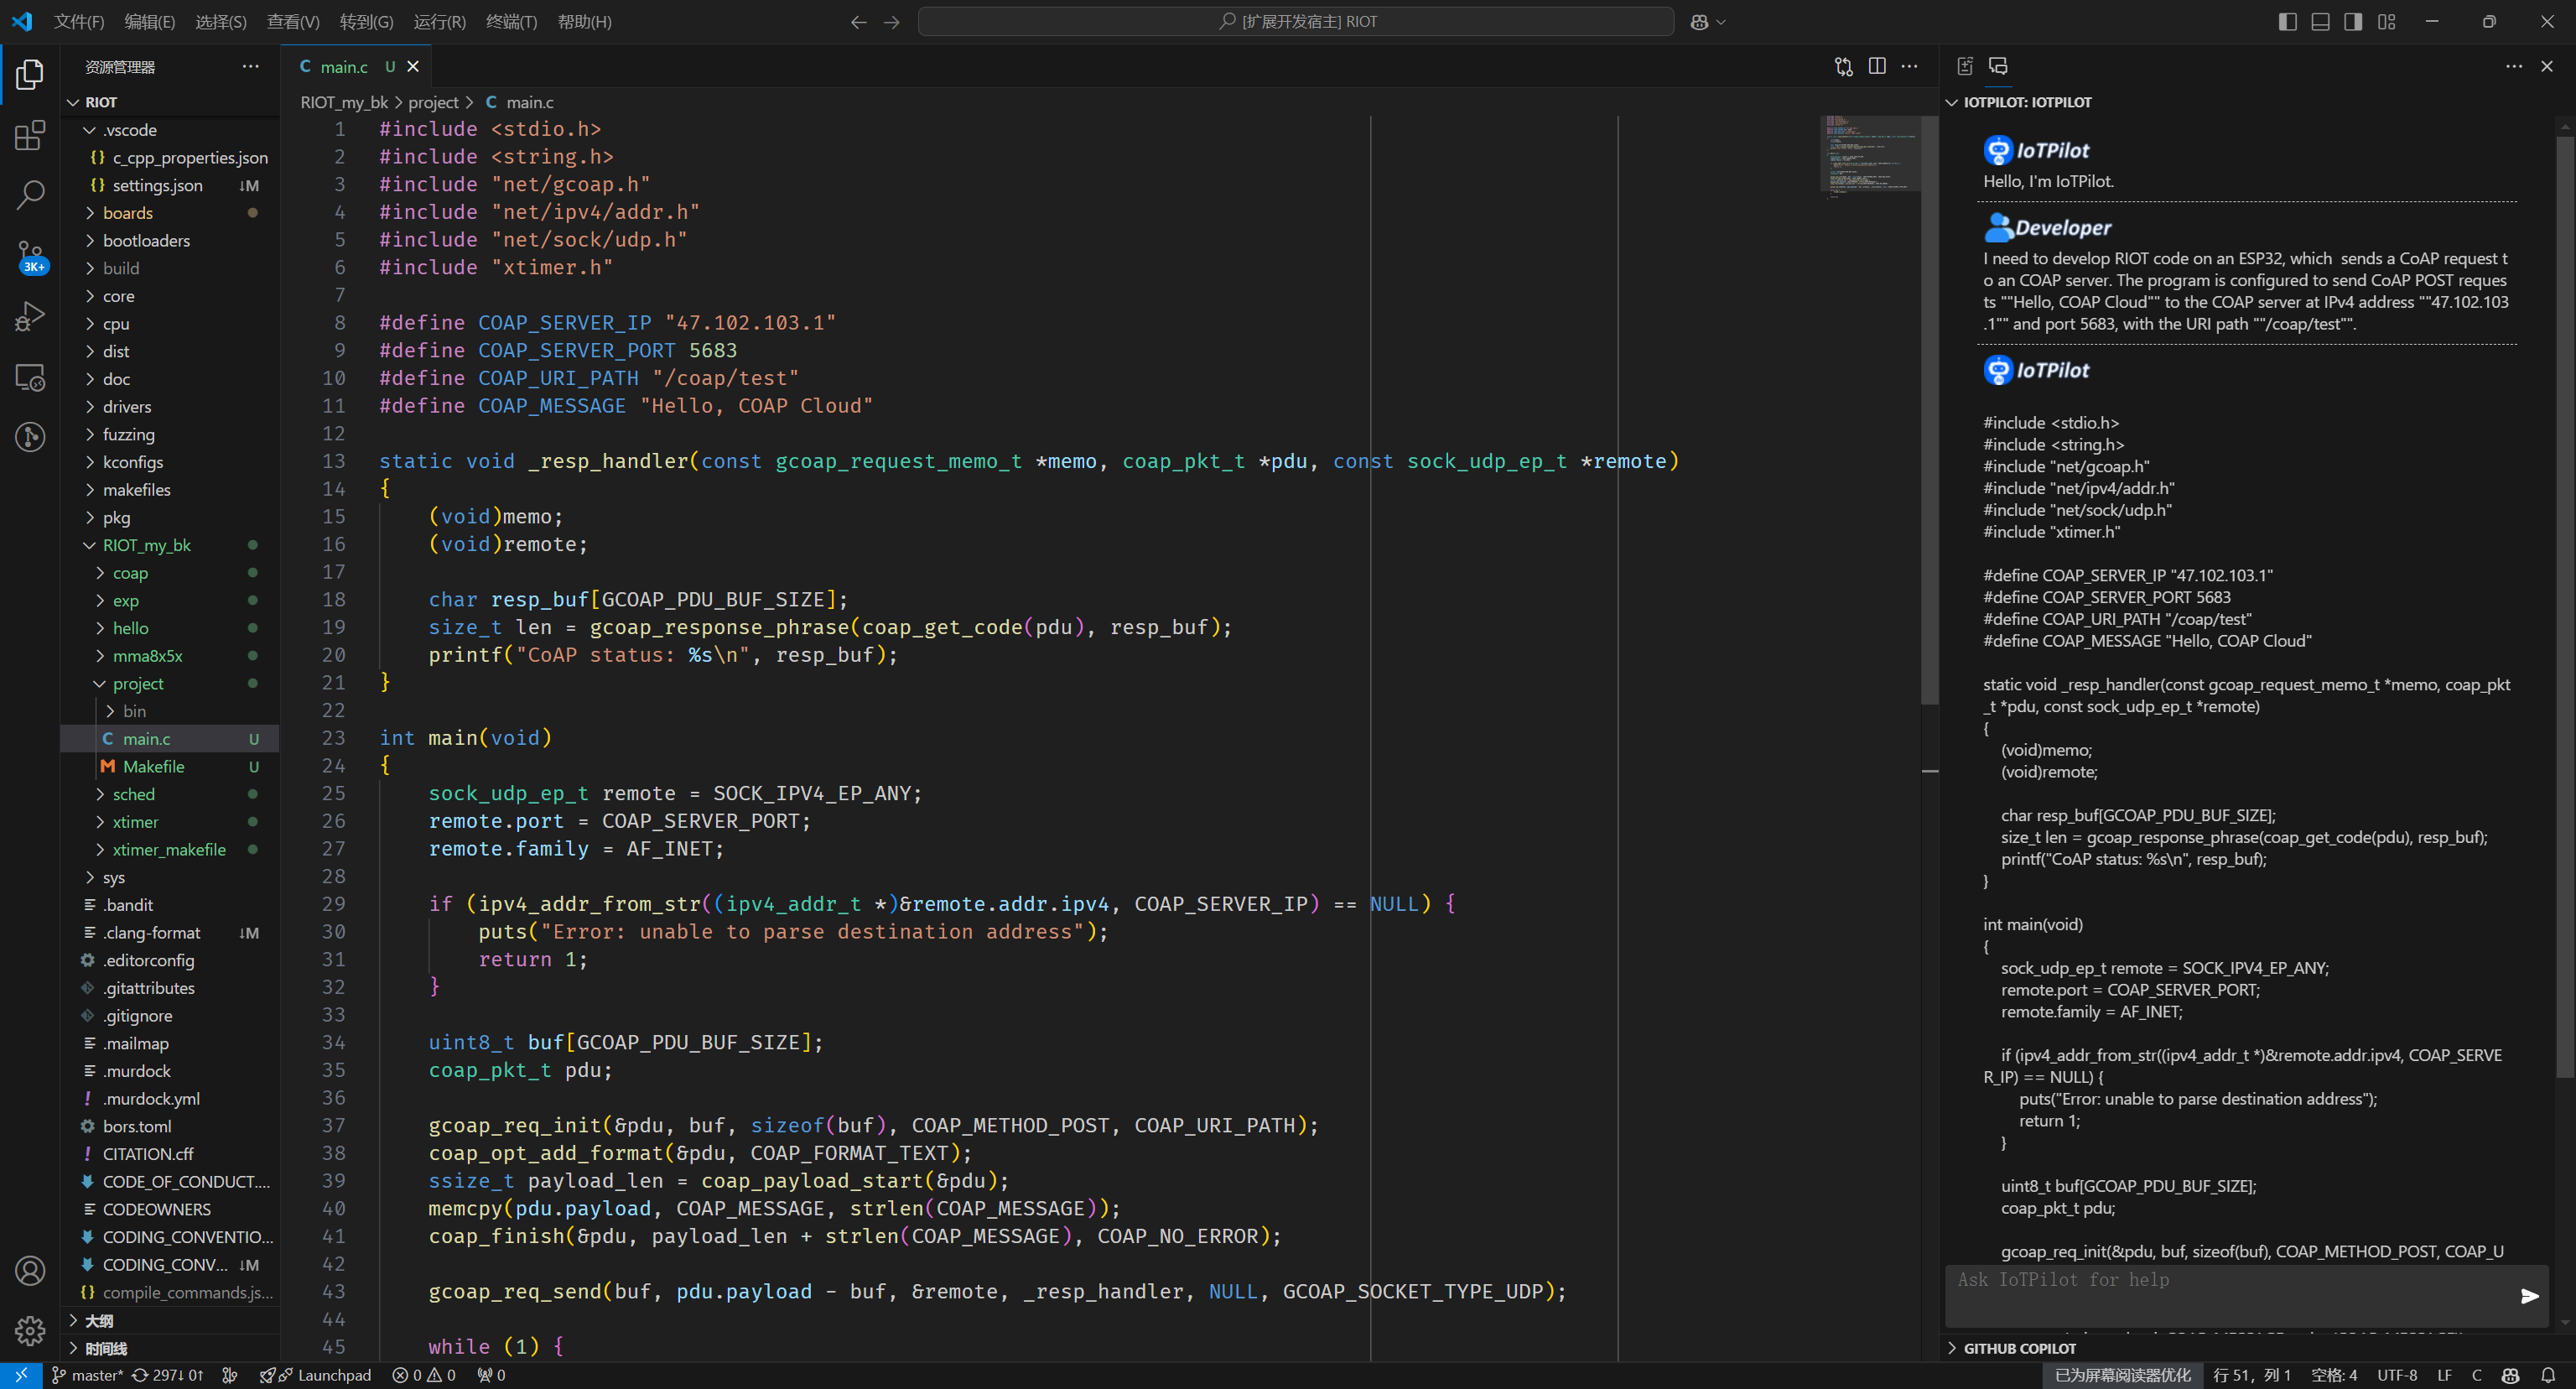 文件(F) 编辑(E) 选择(S) 查看(V) 转到(G) 运行(R) 终端(T) 帮助(H)
[扩展开发宿主] RIOT
资源管理器
RIOT
.vscode
{} c_cpp_properties.json
{} settings.json ↓M
boards
bootloaders
build
core
cpu
dist
doc
drivers
fuzzing
kconfigs
makefiles
pkg
RIOT_my_bk
coap
exp
hello
mma8x5x
project
bin
C main.c U
M Makefile U
sched
xtimer
xtimer_makefile
sys
.bandit
.clang-format ↓M
.editorconfig
.gitattributes
.gitignore
.mailmap
.murdock
! .murdock.yml
bors.toml
! CITATION.cff
CODE_OF_CONDUCT....
CODEOWNERS
CODING_CONVENTIO...
CODING_CONV... ↓M
{} compile_commands.js...
大纲
时间线
3K+
C main.c U
RIOT_my_bk > project > C main.c
1 #include <stdio.h>
2 #include <string.h>
3 #include "net/gcoap.h"
4 #include "net/ipv4/addr.h"
5 #include "net/sock/udp.h"
6 #include "xtimer.h"
7
8 #define COAP_SERVER_IP "47.102.103.1"
9 #define COAP_SERVER_PORT 5683
10 #define COAP_URI_PATH "/coap/test"
11 #define COAP_MESSAGE "Hello, COAP Cloud"
12
13 static void _resp_handler(const gcoap_request_memo_t *memo, coap_pkt_t *pdu, const sock_udp_ep_t *remote)
14 {
15 (void)memo;
16 (void)remote;
17
18 char resp_buf[GCOAP_PDU_BUF_SIZE];
19 size_t len = gcoap_response_phrase(coap_get_code(pdu), resp_buf);
20 printf("CoAP status: %s\n", resp_buf);
21 }
22
23 int main(void)
24 {
25 sock_udp_ep_t remote = SOCK_IPV4_EP_ANY;
26 remote.port = COAP_SERVER_PORT;
27 remote.family = AF_INET;
28
29 if (ipv4_addr_from_str((ipv4_addr_t *)&remote.addr.ipv4, COAP_SERVER_IP) == NULL) {
30 puts("Error: unable to parse destination address");
31 return 1;
32 }
33
34 uint8_t buf[GCOAP_PDU_BUF_SIZE];
35 coap_pkt_t pdu;
36
37 gcoap_req_init(&pdu, buf, sizeof(buf), COAP_METHOD_POST, COAP_URI_PATH);
38 coap_opt_add_format(&pdu, COAP_FORMAT_TEXT);
39 ssize_t payload_len = coap_payload_start(&pdu);
40 memcpy(pdu.payload, COAP_MESSAGE, strlen(COAP_MESSAGE));
41 coap_finish(&pdu, payload_len + strlen(COAP_MESSAGE), COAP_NO_ERROR);
42
43 gcoap_req_send(buf, pdu.payload - buf, &remote, _resp_handler, NULL, GCOAP_SOCKET_TYPE_UDP);
44
45 while (1) {
IOTPILOT: IOTPILOT
IoTPilot
Hello, I'm IoTPilot.
Developer
I need to develop RIOT code on an ESP32, which  sends a CoAP request t
o an COAP server. The program is configured to send CoAP POST reques
ts ""Hello, COAP Cloud"" to the COAP server at IPv4 address ""47.102.103
.1"" and port 5683, with the URI path ""/coap/test"".
IoTPilot
#include <stdio.h>
#include <string.h>
#include "net/gcoap.h"
#include "net/ipv4/addr.h"
#include "net/sock/udp.h"
#include "xtimer.h"
#define COAP_SERVER_IP "47.102.103.1"
#define COAP_SERVER_PORT 5683
#define COAP_URI_PATH "/coap/test"
#define COAP_MESSAGE "Hello, COAP Cloud"
static void _resp_handler(const gcoap_request_memo_t *memo, coap_pkt
_t *pdu, const sock_udp_ep_t *remote)
{
(void)memo;
(void)remote;
char resp_buf[GCOAP_PDU_BUF_SIZE];
size_t len = gcoap_response_phrase(coap_get_code(pdu), resp_buf);
printf("CoAP status: %s\n", resp_buf);
}
int main(void)
{
sock_udp_ep_t remote = SOCK_IPV4_EP_ANY;
remote.port = COAP_SERVER_PORT;
remote.family = AF_INET;
if (ipv4_addr_from_str((ipv4_addr_t *)&remote.addr.ipv4, COAP_SERVE
R_IP) == NULL) {
puts("Error: unable to parse destination address");
return 1;
}
uint8_t buf[GCOAP_PDU_BUF_SIZE];
coap_pkt_t pdu;
gcoap_req_init(&pdu, buf, sizeof(buf), COAP_METHOD_POST, COAP_U
Ask IoTPilot for help
GITHUB COPILOT
master* 297↓ 0↑ Launchpad 0 0 0
已为屏幕阅读器优化 行 51，列 1 空格: 4 UTF-8 LF C